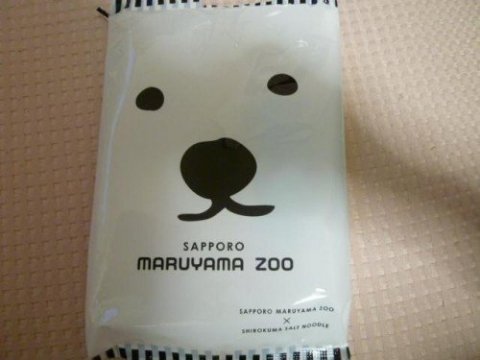 SAPPORO
MARUYAMA ZOO
SAPPORO MARUYAMA ZOO
×
SHIROKUMA SALT NOODLE